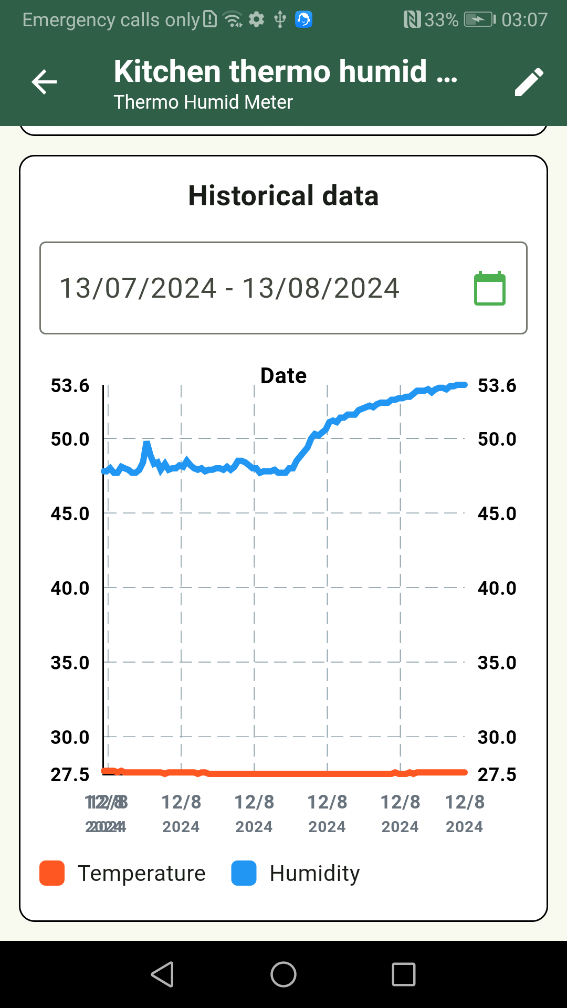 Emergency calls only 33% 03:07
Kitchen thermo humid ...
Thermo Humid Meter
Historical data
13/07/2024 - 13/08/2024
Date
53.6 53.6
50.0 50.0
45.0 45.0
40.0 40.0
35.0 35.0
30.0 30.0
27.5 27.5
12/8 12/8 12/8 12/8 12/8 12/8
2024 2024 2024 2024 2024 2024
Temperature Humidity